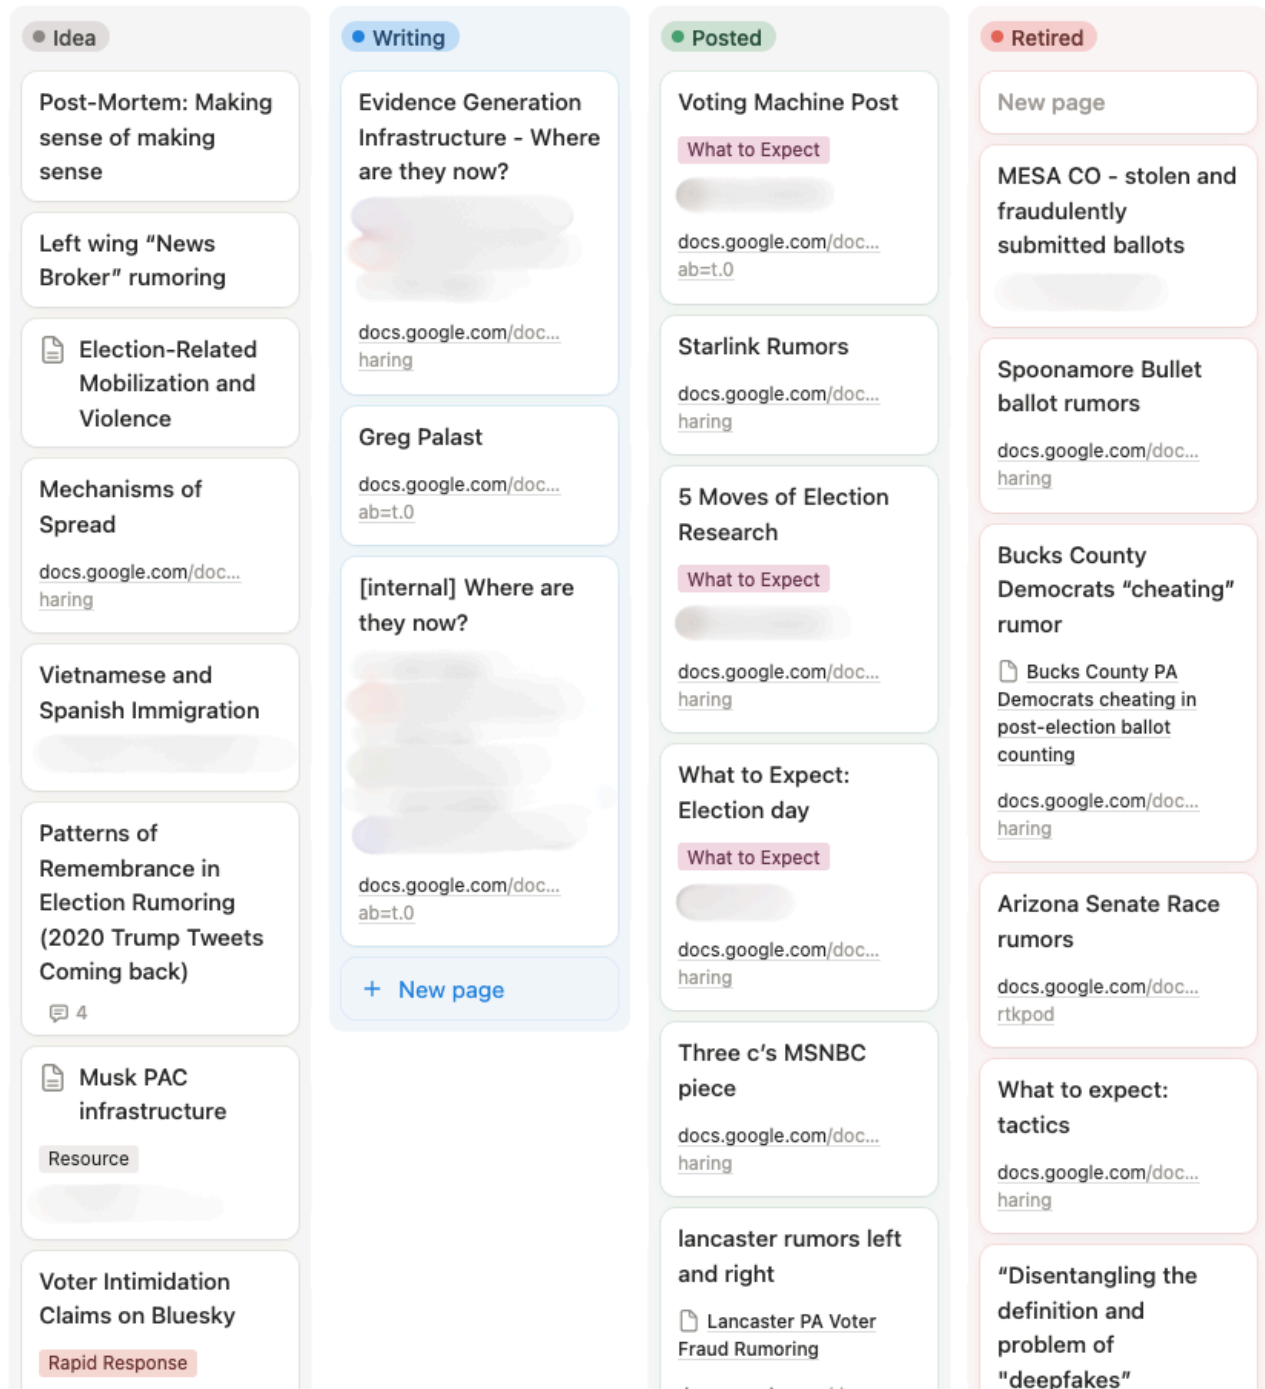 Idea
Post-Mortem: Making
sense of making
sense
Left wing “News
Broker” rumoring
Election-Related
Mobilization and
Violence
Mechanisms of
Spread
docs.google.com/doc...
haring
Vietnamese and
Spanish Immigration
Patterns of
Remembrance in
Election Rumoring
(2020 Trump Tweets
Coming back)
4
Musk PAC
infrastructure
Resource
Voter Intimidation
Claims on Bluesky
Rapid Response
Writing
Evidence Generation
Infrastructure - Where
are they now?
docs.google.com/doc...
haring
Greg Palast
docs.google.com/doc...
ab=t.0
[internal] Where are
they now?
docs.google.com/doc...
ab=t.0
+ New page
Posted
Voting Machine Post
What to Expect
docs.google.com/doc...
ab=t.0
Starlink Rumors
docs.google.com/doc...
haring
5 Moves of Election
Research
What to Expect
docs.google.com/doc...
haring
What to Expect:
Election day
What to Expect
docs.google.com/doc...
haring
Three c’s MSNBC
piece
docs.google.com/doc...
haring
lancaster rumors left
and right
Lancaster PA Voter
Fraud Rumoring
Retired
New page
MESA CO - stolen and
fraudulently
submitted ballots
Spoonamore Bullet
ballot rumors
docs.google.com/doc...
haring
Bucks County
Democrats “cheating”
rumor
Bucks County PA
Democrats cheating in
post-election ballot
counting
docs.google.com/doc...
haring
Arizona Senate Race
rumors
docs.google.com/doc...
rtkpod
What to expect:
tactics
docs.google.com/doc...
haring
“Disentangling the
definition and
problem of
"deepfakes”